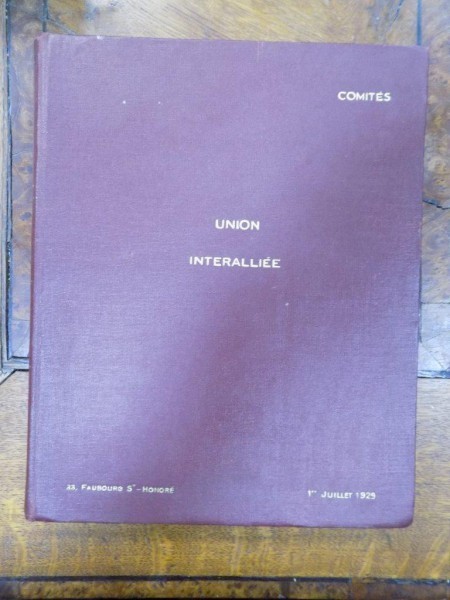 COMITÉS
UNION
INTERALLIÉE
33, FAUBOURG St-HONORÉ
1er JUILLET 1929